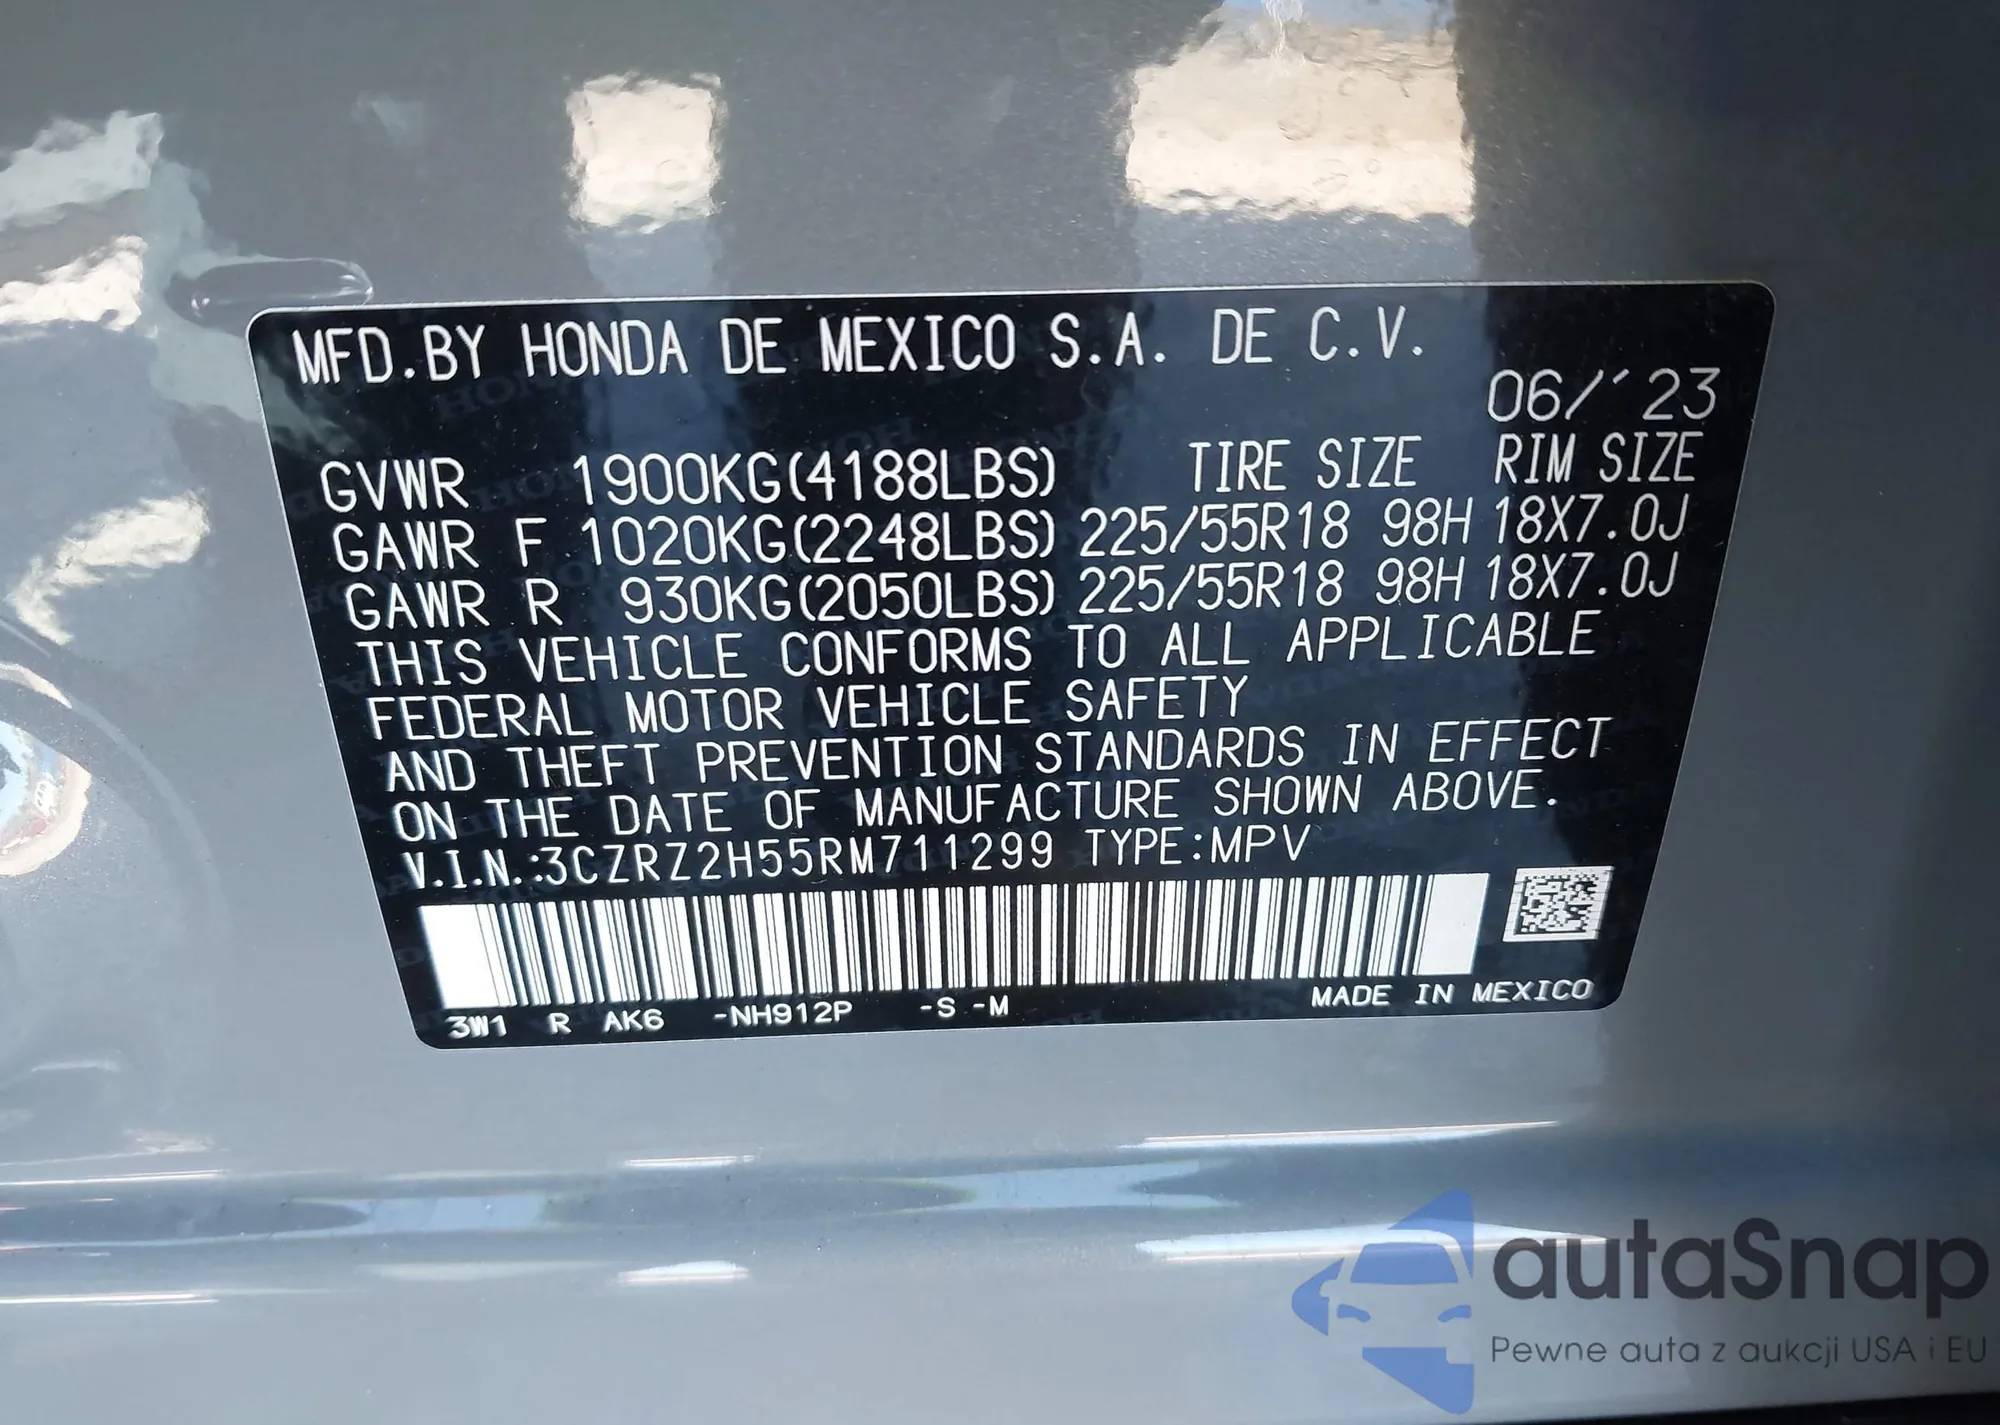 MFD.BY HONDA DE MEXICO S.A. DE C.V.
06/'23
GVWR 1900KG(4188LBS) TIRE SIZE RIM SIZE
GAWR F 1020KG(2248LBS) 225/55R18 98H 18X7.0J
GAWR R 930KG(2050LBS) 225/55R18 98H 18X7.0J
THIS VEHICLE CONFORMS TO ALL APPLICABLE
FEDERAL MOTOR VEHICLE SAFETY
AND THEFT PREVENTION STANDARDS IN EFFECT
ON THE DATE OF MANUFACTURE SHOWN ABOVE.
V.I.N.:3CZRZ2H55RM711299 TYPE:MPV
3W1 R AK6 -NH912P -S -M MADE IN MEXICO
autaSnap
Pewne auta z aukcji USA i EU